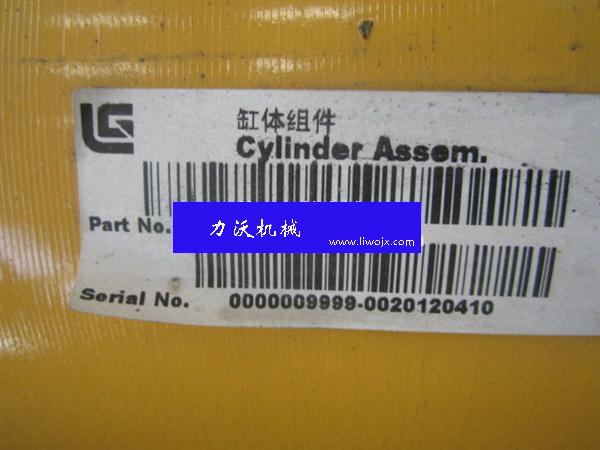 LG
缸体组件
Cylinder Assem.
Part No.
力沃机械
www.liwojx.com
Serial No. 0000009999-0020120410